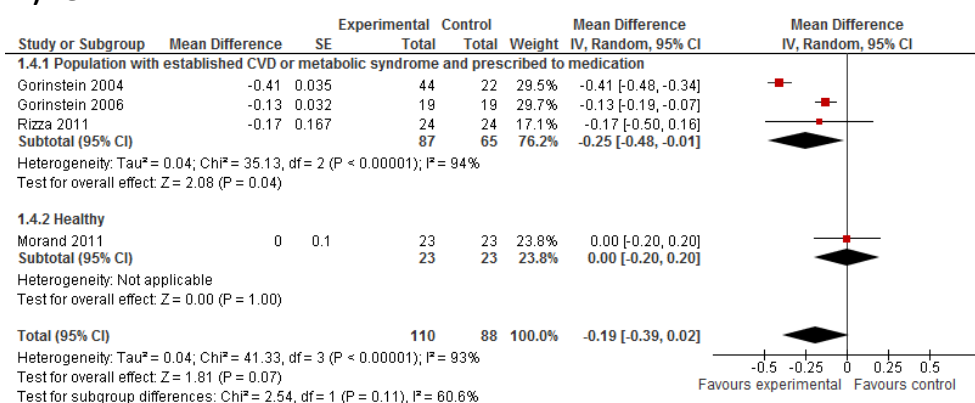 Experimental Control Mean Difference Mean Difference
Study or Subgroup Mean Difference SE Total Total Weight IV, Random, 95% CI IV, Random, 95% CI
1.4.1 Population with established CVD or metabolic syndrome and prescribed to medication
Gorinstein 2004 -0.41 0.035 44 22 29.5% -0.41 [-0.48, -0.34]
Gorinstein 2006 -0.13 0.032 19 19 29.7% -0.13 [-0.19, -0.07]
Rizza 2011 -0.17 0.167 24 24 17.1% -0.17 [-0.50, 0.16]
Subtotal (95% CI) 87 65 76.2% -0.25 [-0.48, -0.01]
Heterogeneity: Tau² = 0.04; Chi² = 35.13, df = 2 (P < 0.00001); I² = 94%
Test for overall effect: Z = 2.08 (P = 0.04)
1.4.2 Healthy
Morand 2011 0 0.1 23 23 23.8% 0.00 [-0.20, 0.20]
Subtotal (95% CI) 23 23 23.8% 0.00 [-0.20, 0.20]
Heterogeneity: Not applicable
Test for overall effect: Z = 0.00 (P = 1.00)
Total (95% CI) 110 88 100.0% -0.19 [-0.39, 0.02]
Heterogeneity: Tau² = 0.04; Chi² = 41.33, df = 3 (P < 0.00001); I² = 93%
Test for overall effect: Z = 1.81 (P = 0.07)
Test for subgroup differences: Chi² = 2.54, df = 1 (P = 0.11), I² = 60.6%
-0.5 -0.25 0 0.25 0.5
Favours experimental Favours control